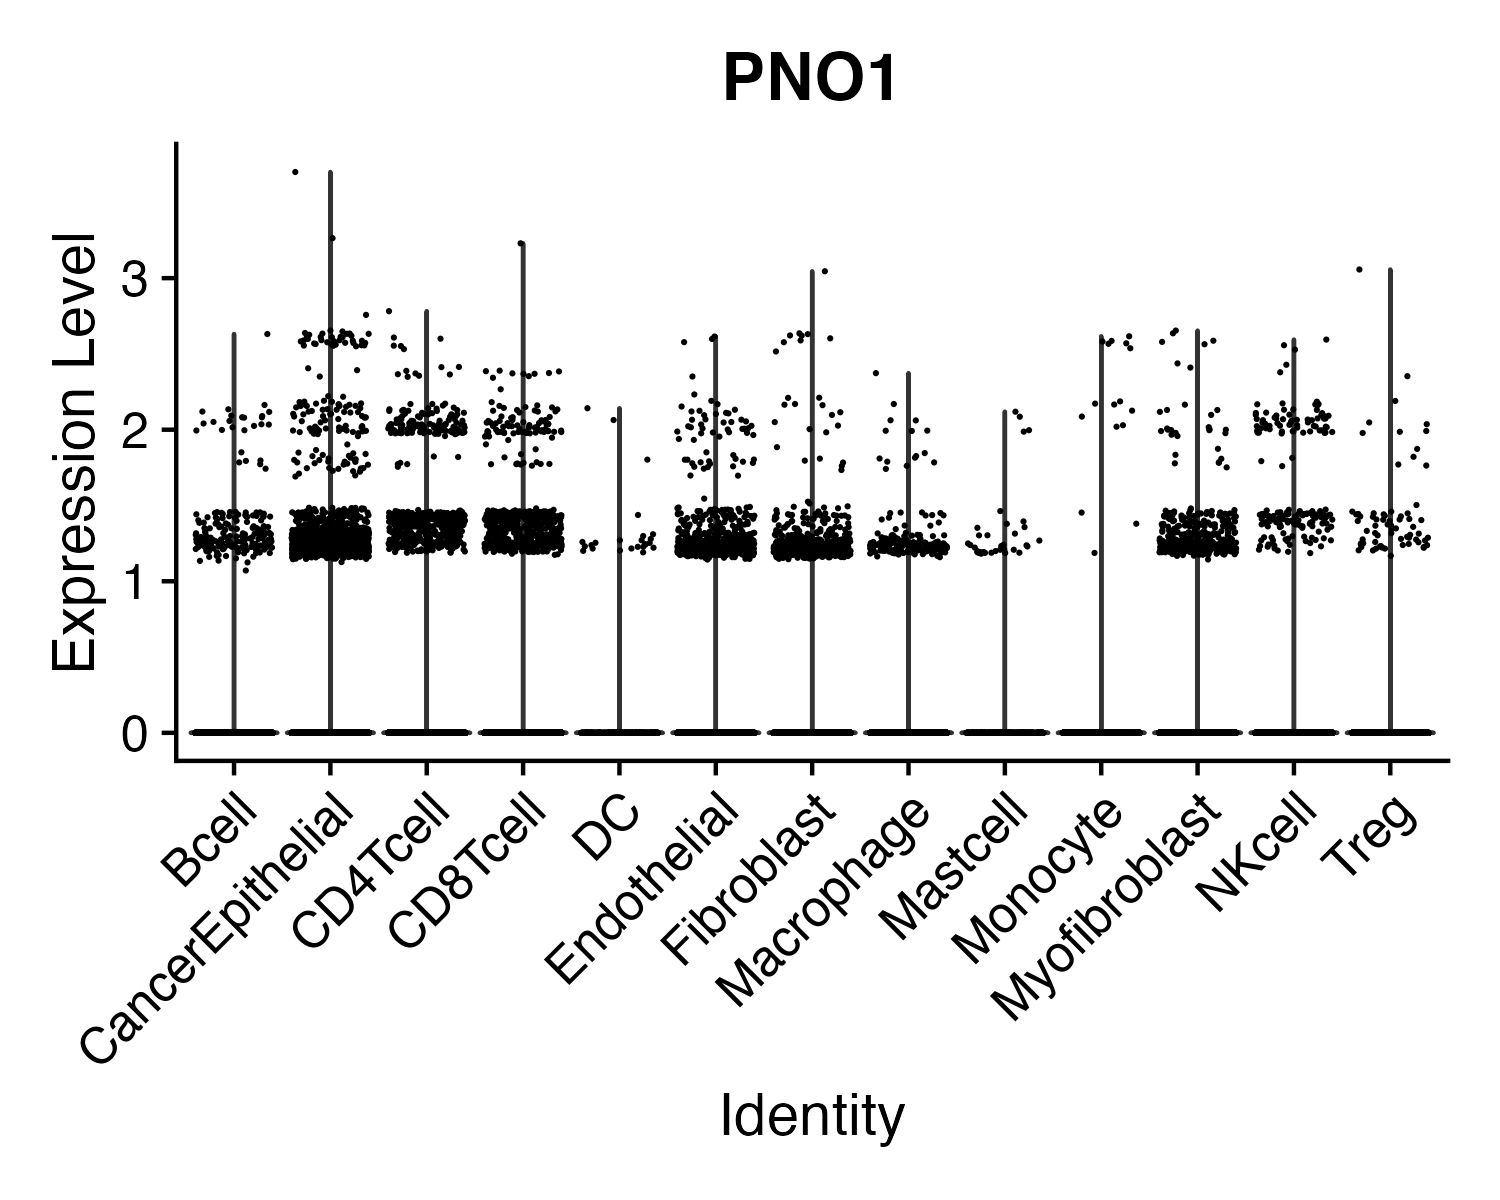 PNO1
Expression Level
3
2
1
0
Bcell
CancerEpithelial
CD4Tcell
CD8Tcell
DC
Endothelial
Fibroblast
Macrophage
Mastcell
Monocyte
Myofibroblast
NKcell
Treg
Identity